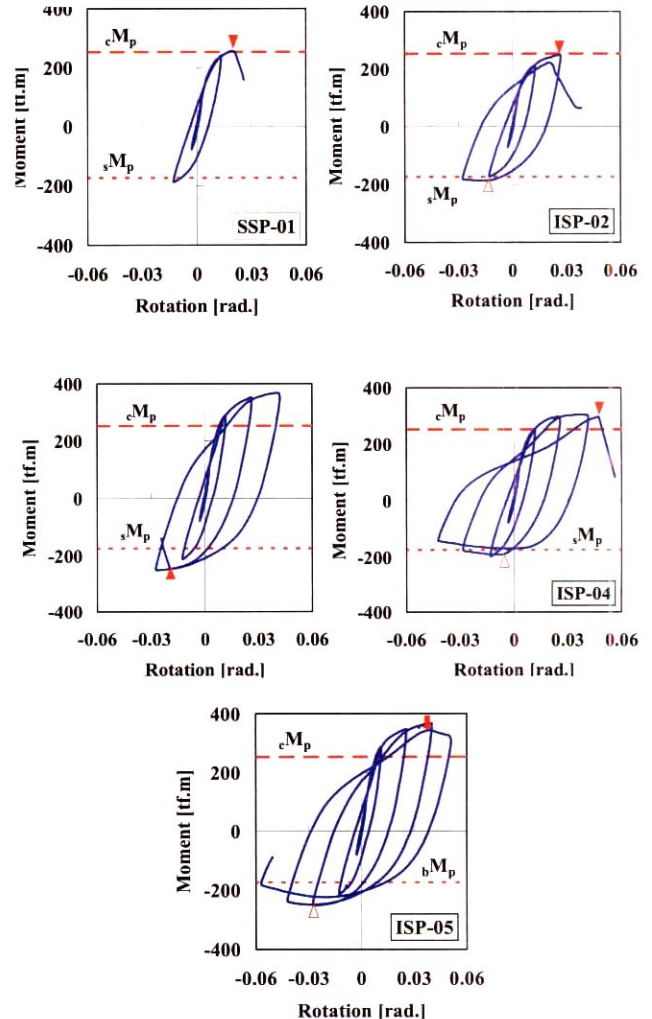 400
cMp
200
0
sMp
-200
SSP-01
-400
-0.06 -0.03 0 0.03 0.06
Rotation [rad.]
Moment [tf.m]
400
cMp
200
0
-200
sMp
ISP-02
-400
-0.06 -0.03 0 0.03 0.06
Rotation [rad.]
Moment [tf.m]
400
cMp
200
0
sMp
-200
-400
-0.06 -0.03 0 0.03 0.06
Rotation [rad.]
Moment [tf.m]
400
cMp
200
0
sMp
-200
ISP-04
-400
-0.06 -0.03 0 0.03 0.06
Rotation [rad.]
Moment [tf.m]
400
cMp
200
0
bMp
-200
ISP-05
-400
-0.06 -0.03 0 0.03 0.06
Rotation [rad.]
Moment [tf.m]